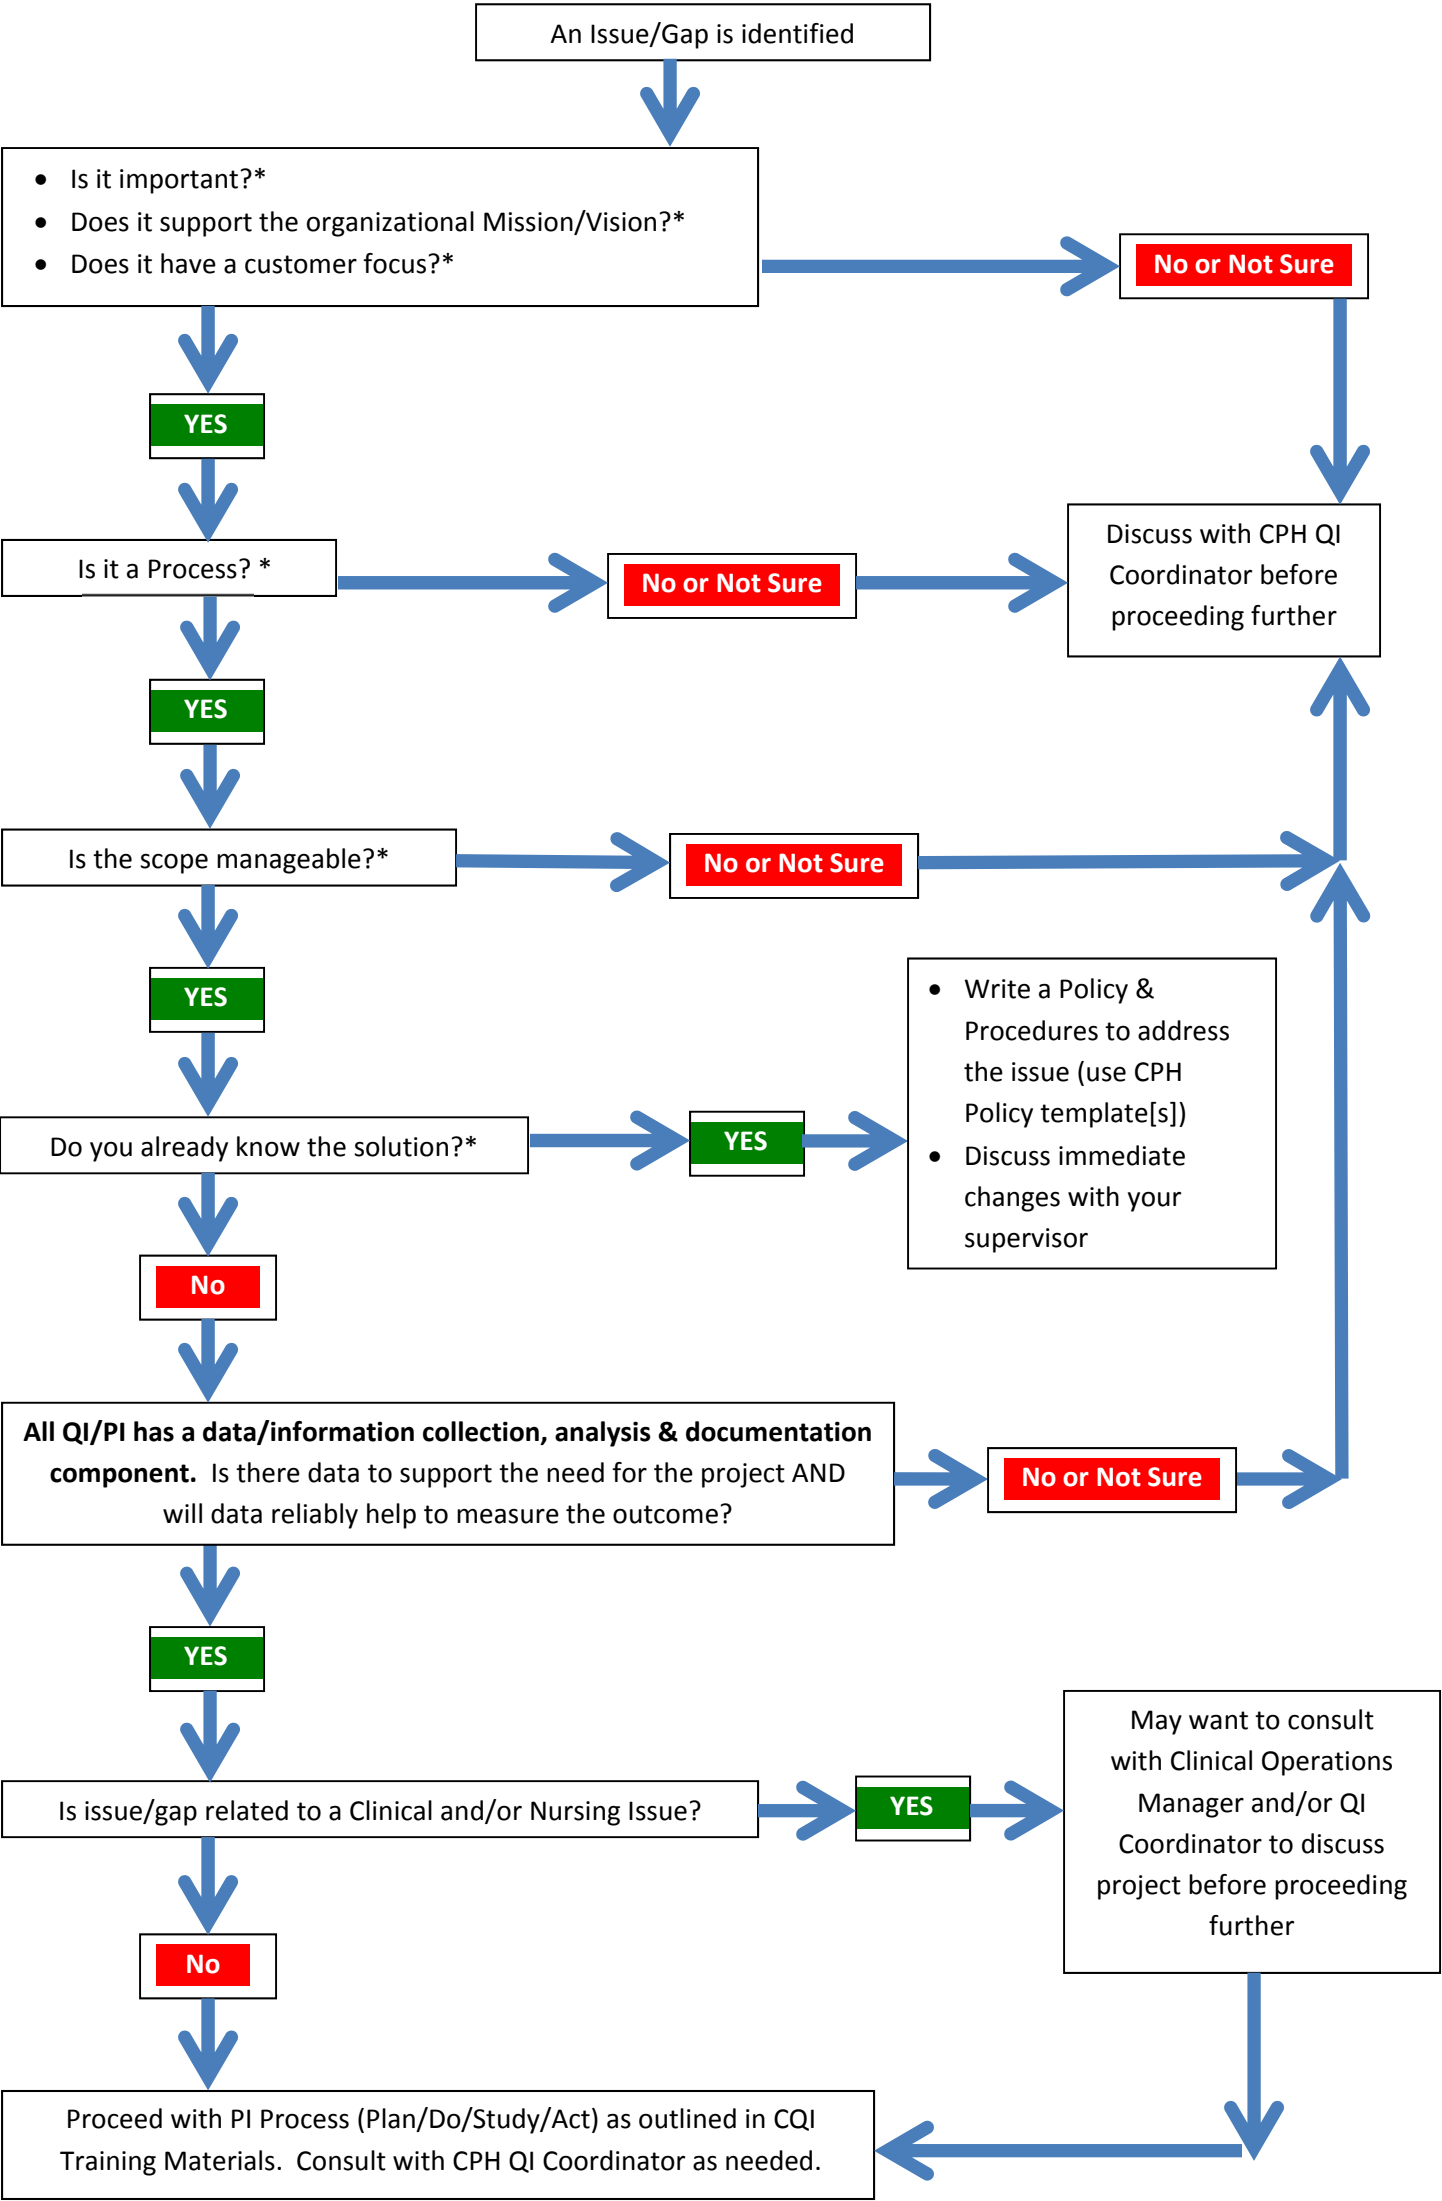 An Issue/Gap is identified
• Is it important?*
• Does it support the organizational Mission/Vision?*
• Does it have a customer focus?*
No or Not Sure
YES
Is it a Process? *
No or Not Sure
Discuss with CPH QI
Coordinator before
proceeding further
YES
Is the scope manageable?*
No or Not Sure
YES
• Write a Policy &
Procedures to address
the issue (use CPH
Policy template[s])
• Discuss immediate
changes with your
supervisor
Do you already know the solution?*
YES
No
All QI/PI has a data/information collection, analysis & documentation
component. Is there data to support the need for the project AND
will data reliably help to measure the outcome?
No or Not Sure
YES
Is issue/gap related to a Clinical and/or Nursing Issue?
YES
May want to consult
with Clinical Operations
Manager and/or QI
Coordinator to discuss
project before proceeding
further
No
Proceed with PI Process (Plan/Do/Study/Act) as outlined in CQI
Training Materials. Consult with CPH QI Coordinator as needed.